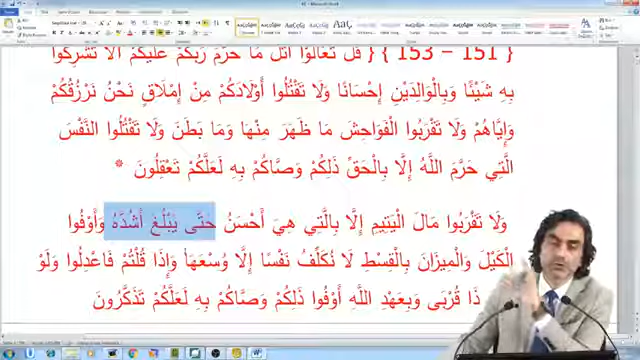 { 151 – 153 } { قُلْ تَعَالَوْا أَتْلُ مَا حَرَّمَ رَبُّكُمْ عَلَيْكُمْ أَلَّا تُشْرِكُوا
بِهِ شَيْئًا وَبِالْوَالِدَيْنِ إِحْسَانًا وَلَا تَقْتُلُوا أَوْلَادَكُمْ مِنْ إِمْلَاقٍ نَحْنُ نَرْزُقُكُمْ
وَإِيَّاهُمْ وَلَا تَقْرَبُوا الْفَوَاحِشَ مَا ظَهَرَ مِنْهَا وَمَا بَطَنَ وَلَا تَقْتُلُوا النَّفْسَ
الَّتِي حَرَّمَ اللَّهُ إِلَّا بِالْحَقِّ ذَلِكُمْ وَصَّاكُمْ بِهِ لَعَلَّكُمْ تَعْقِلُونَ *
وَلَا تَقْرَبُوا مَالَ الْيَتِيمِ إِلَّا بِالَّتِي هِيَ أَحْسَنُ حَتَّى يَبْلُغَ أَشُدَّهُ وَأَوْفُوا
الْكَيْلَ وَالْمِيزَانَ بِالْقِسْطِ لَا نُكَلِّفُ نَفْسًا إِلَّا وُسْعَهَا وَإِذَا قُلْتُمْ فَاعْدِلُوا وَلَوْ
ذَا قُرْبَى وَبِعَهْدِ اللَّهِ أَوْفُوا ذَلِكُمْ وَصَّاكُمْ بِهِ لَعَلَّكُمْ تَذَكَّرُونَ